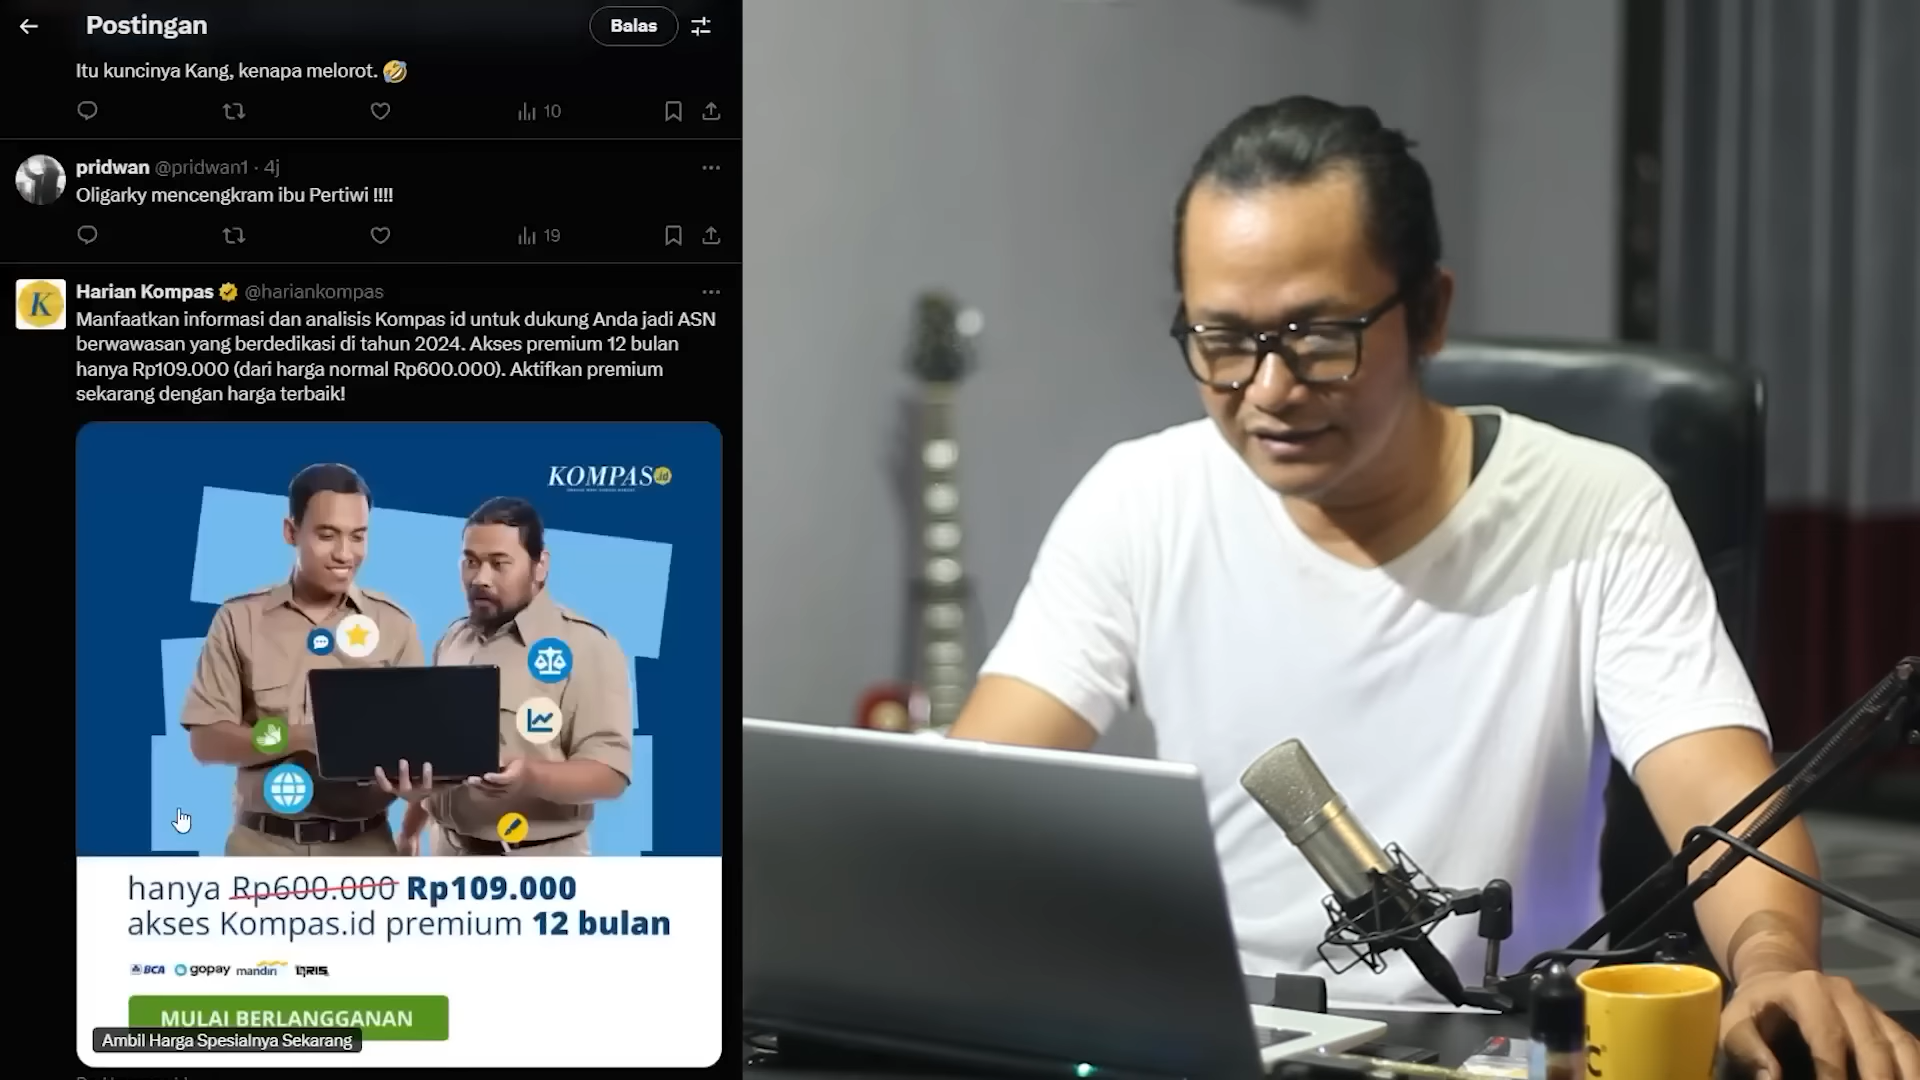 Postingan
Balas
Itu kuncinya Kang, kenapa melorot. 🤣
10
pridwan @pridwan1 · 4j
Oligarky mencengkram ibu Pertiwi !!!!
19
Harian Kompas @hariankompas
Manfaatkan informasi dan analisis Kompas id untuk dukung Anda jadi ASN
berwawasan yang berdedikasi di tahun 2024. Akses premium 12 bulan
hanya Rp109.000 (dari harga normal Rp600.000). Aktifkan premium
sekarang dengan harga terbaik!
K
KOMPAS.id
hanya Rp600.000 Rp109.000
akses Kompas.id premium 12 bulan
BCA gopay mandiri QRIS
MULAI BERLANGGANAN
Ambil Harga Spesialnya Sekarang